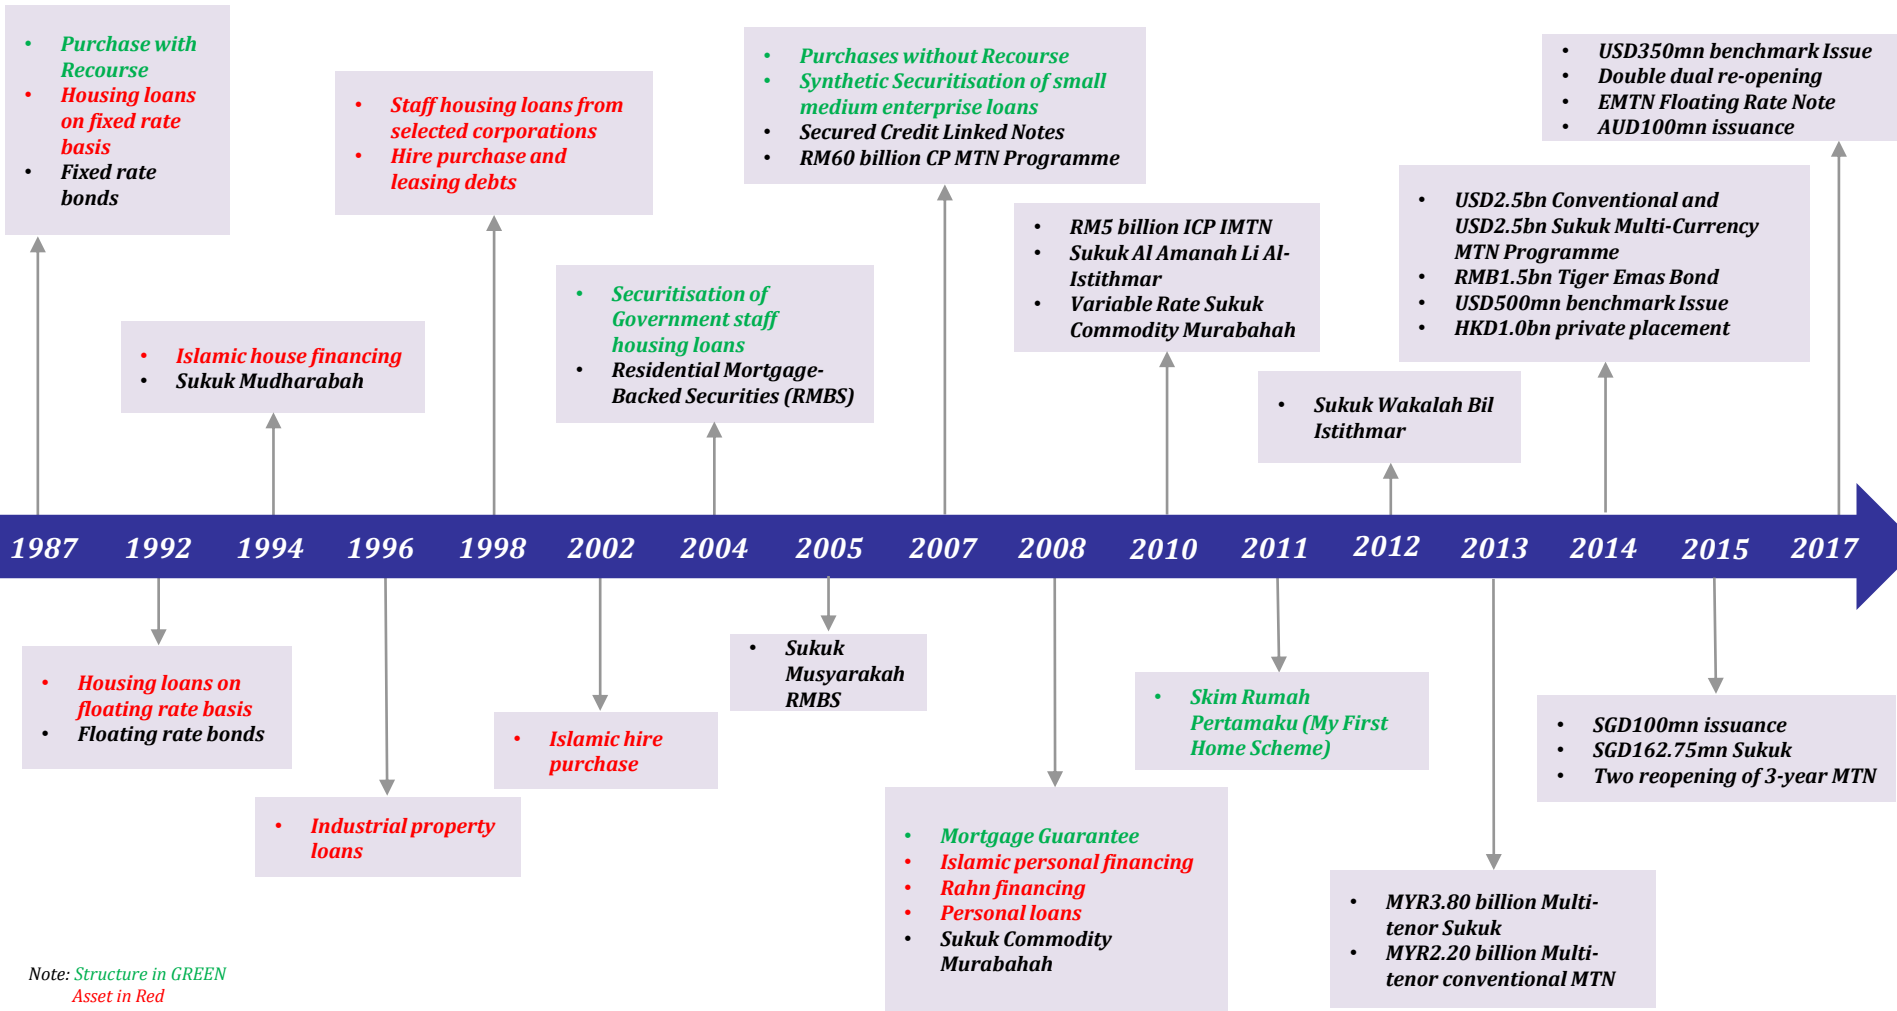 • Purchase with
Recourse
• Housing loans
on fixed rate
basis
• Fixed rate
bonds
• Islamic house financing
• Sukuk Mudharabah
• Staff housing loans from
selected corporations
• Hire purchase and
leasing debts
• Securitisation of
Government staff
housing loans
• Residential Mortgage-
Backed Securities (RMBS)
• Purchases without Recourse
• Synthetic Securitisation of small
medium enterprise loans
• Secured Credit Linked Notes
• RM60 billion CP MTN Programme
• RM5 billion ICP IMTN
• Sukuk Al Amanah Li Al-
Istithmar
• Variable Rate Sukuk
Commodity Murabahah
• Sukuk Wakalah Bil
Istithmar
• USD2.5bn Conventional and
USD2.5bn Sukuk Multi-Currency
MTN Programme
• RMB1.5bn Tiger Emas Bond
• USD500mn benchmark Issue
• HKD1.0bn private placement
• USD350mn benchmark Issue
• Double dual re-opening
• EMTN Floating Rate Note
• AUD100mn issuance
1987 1992 1994 1996 1998 2002 2004 2005 2007 2008 2010 2011 2012 2013 2014 2015 2017
• Housing loans on
floating rate basis
• Floating rate bonds
• Industrial property
loans
• Islamic hire
purchase
• Sukuk
Musyarakah
RMBS
• Mortgage Guarantee
• Islamic personal financing
• Rahn financing
• Personal loans
• Sukuk Commodity
Murabahah
• Skim Rumah
Pertamaku (My First
Home Scheme)
• MYR3.80 billion Multi-
tenor Sukuk
• MYR2.20 billion Multi-
tenor conventional MTN
• SGD100mn issuance
• SGD162.75mn Sukuk
• Two reopening of 3-year MTN
Note: Structure in GREEN
Asset in Red